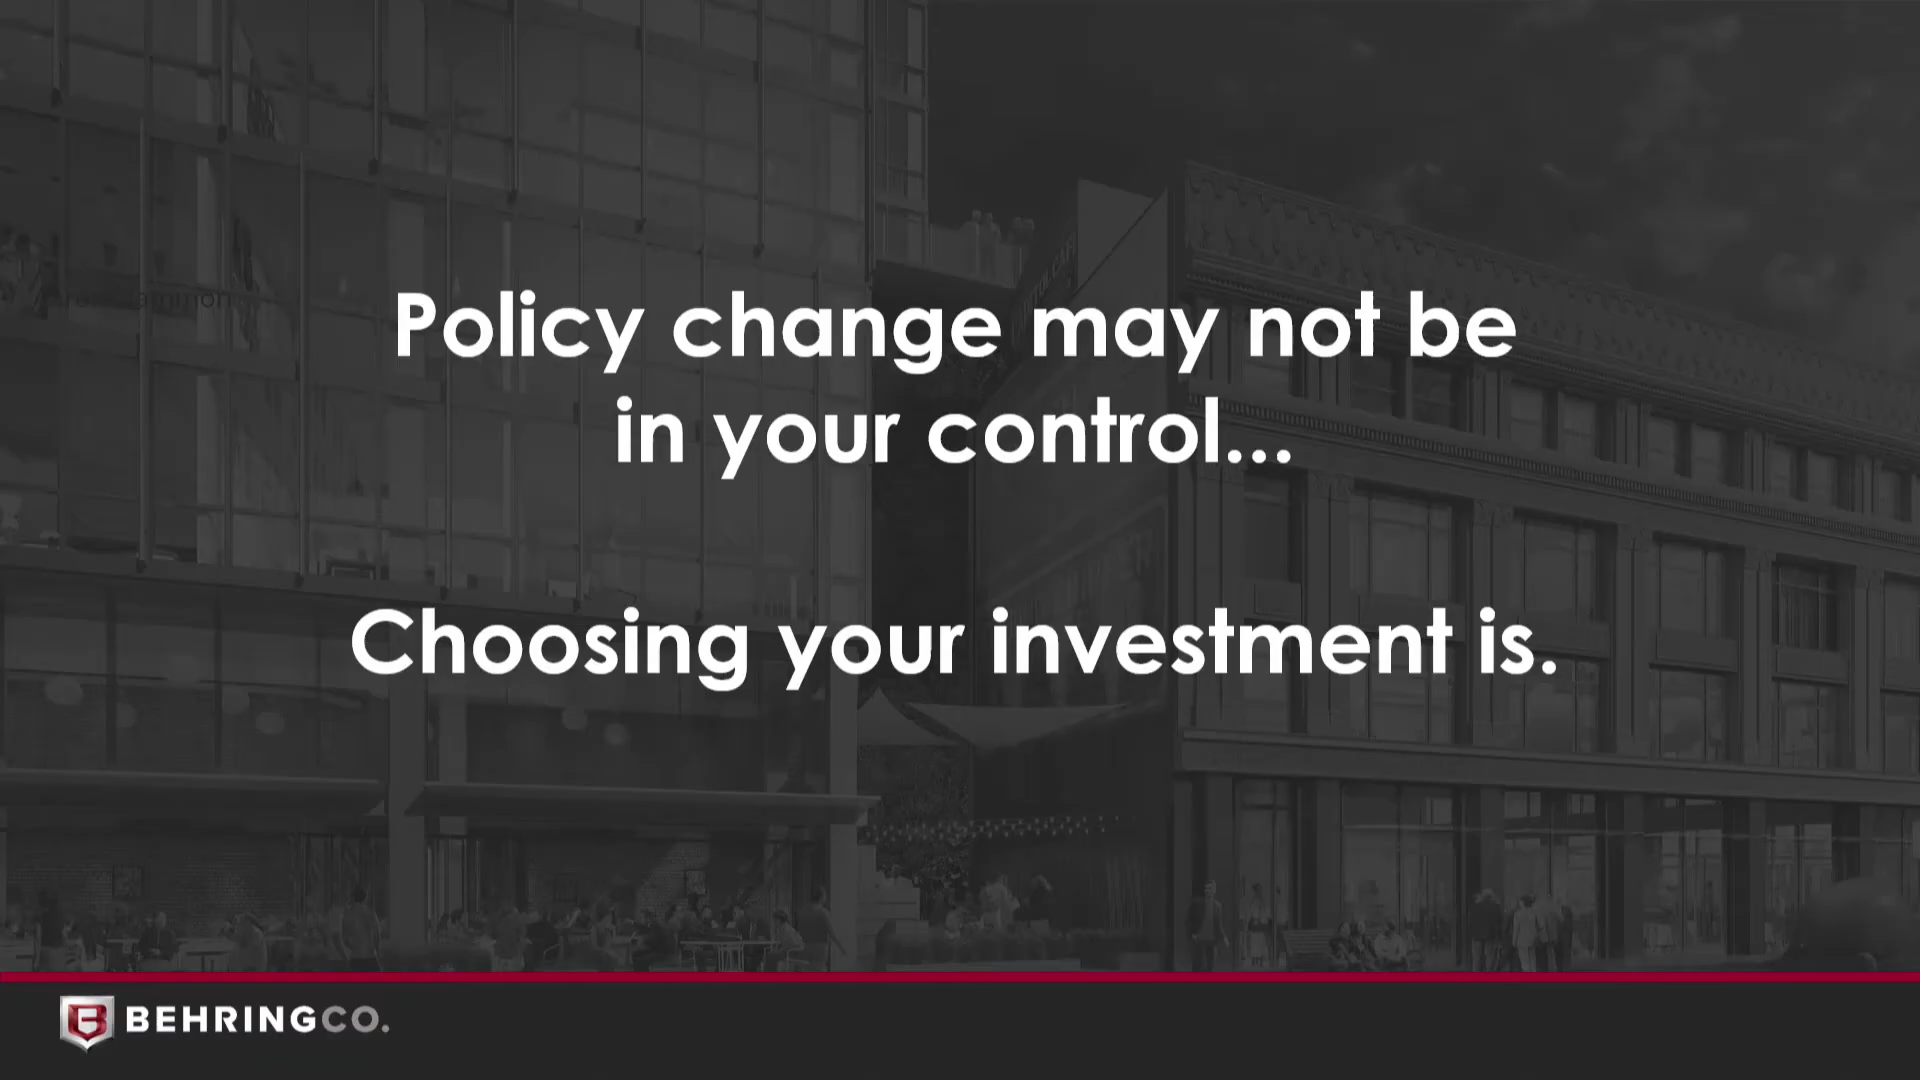 Policy change may not be
in your control...
Choosing your investment is.
BEHRINGCO.